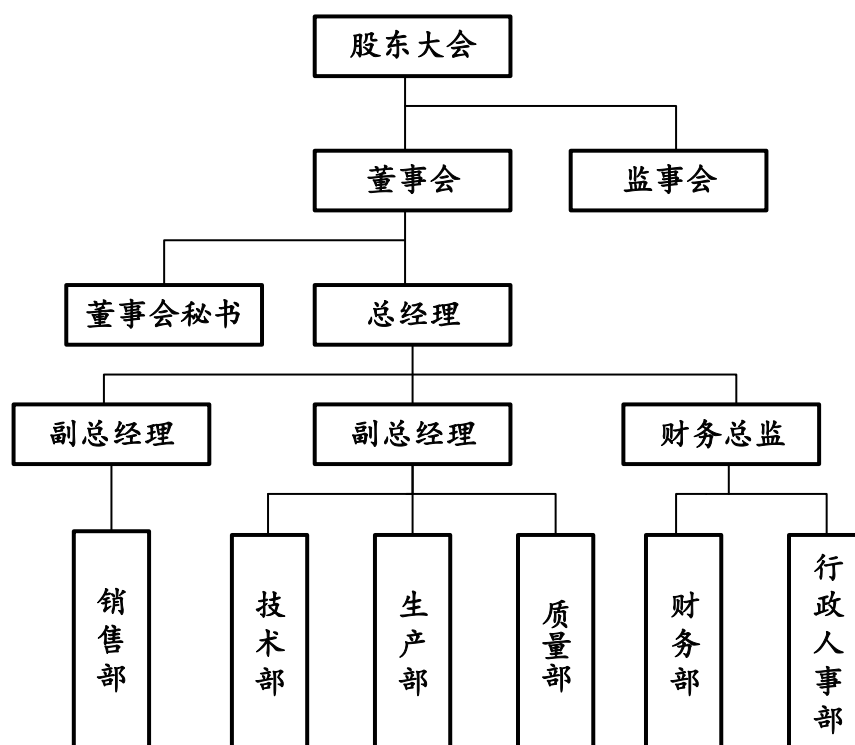 股东大会
董事会
监事会
董事会秘书
总经理
副总经理
副总经理
财务总监
销售部
技术部
生产部
质量部
财务部
行政人事部